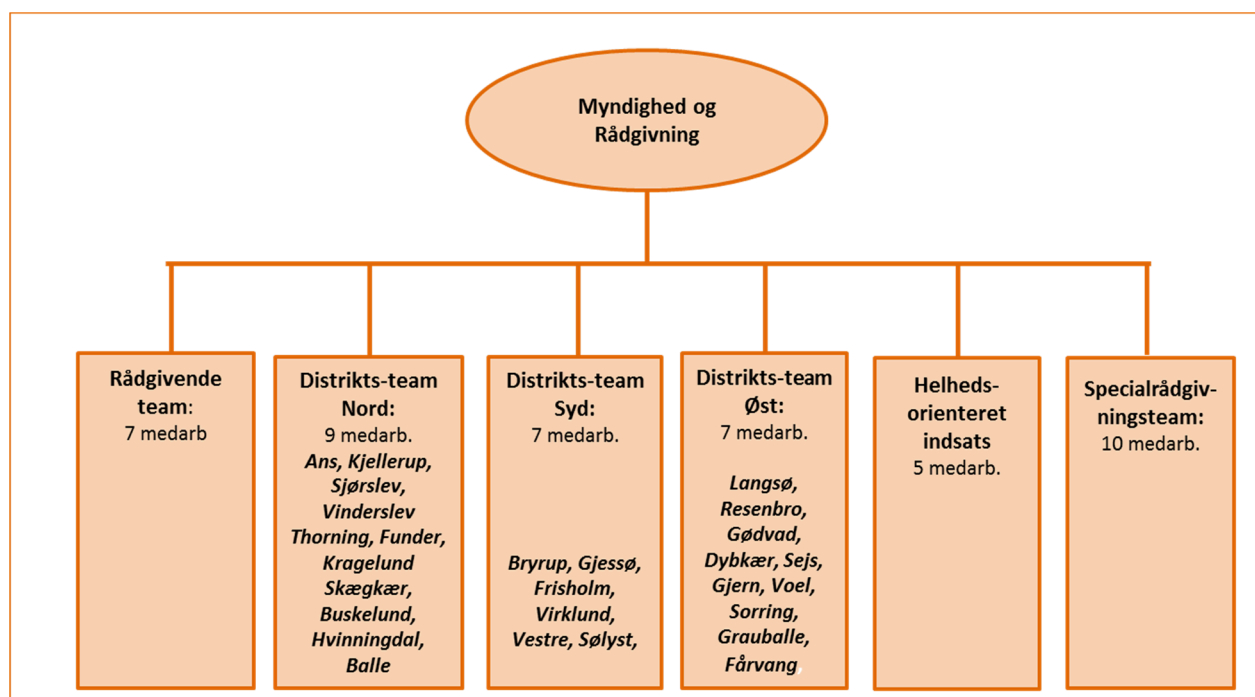 Myndighed og
Rådgivning
Rådgivende
team:
7 medarb
Distrikts-team
Nord:
9 medarb.
Ans, Kjellerup,
Sjørslev,
Vinderslev
Thorning, Funder,
Kragelund
Skægkær,
Buskelund,
Hvinningdal,
Balle
Distrikts-team
Syd:
7 medarb.
Bryrup, Gjessø,
Frisholm,
Virklund,
Vestre, Sølyst,
Distrikts-team
Øst:
7 medarb.
Langsø,
Resenbro,
Gødvad,
Dybkær, Sejs,
Gjern, Voel,
Sorring,
Grauballe,
Fårvang,
Helheds-
orienteret
indsats
5 medarb.
Specialrådgiv-
ningsteam:
10 medarb.